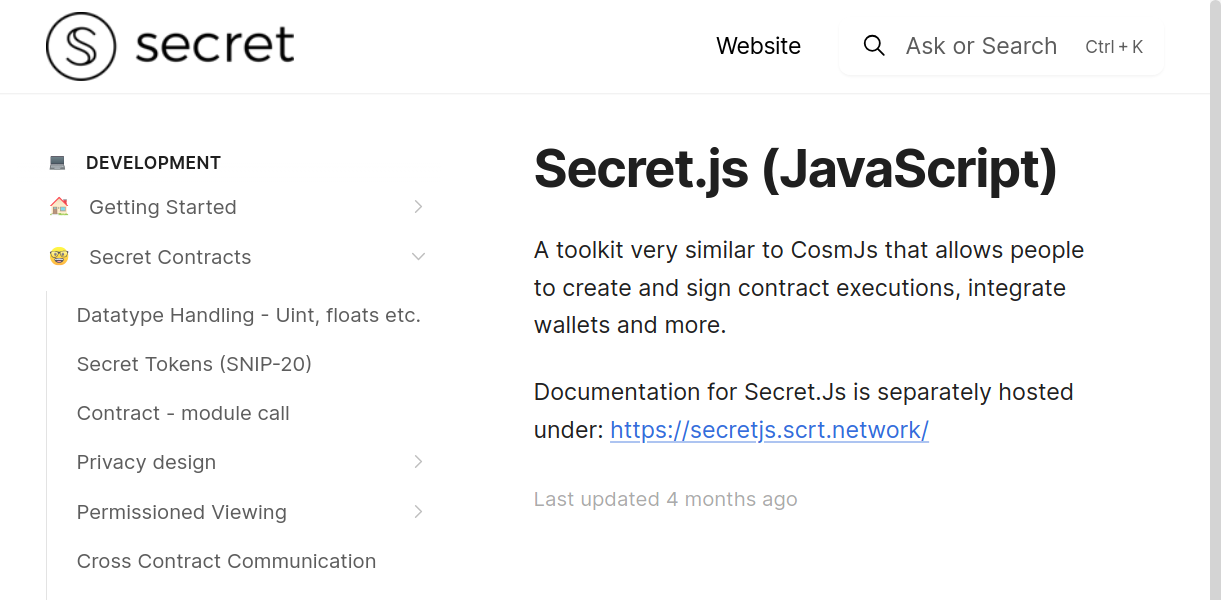 secret
Website
Ask or Search Ctrl + K
DEVELOPMENT
Getting Started
Secret Contracts
Datatype Handling - Uint, floats etc.
Secret Tokens (SNIP-20)
Contract - module call
Privacy design
Permissioned Viewing
Cross Contract Communication
Secret.js (JavaScript)
A toolkit very similar to CosmJs that allows people
to create and sign contract executions, integrate
wallets and more.
Documentation for Secret.Js is separately hosted
under: https://secretjs.scrt.network/
Last updated 4 months ago